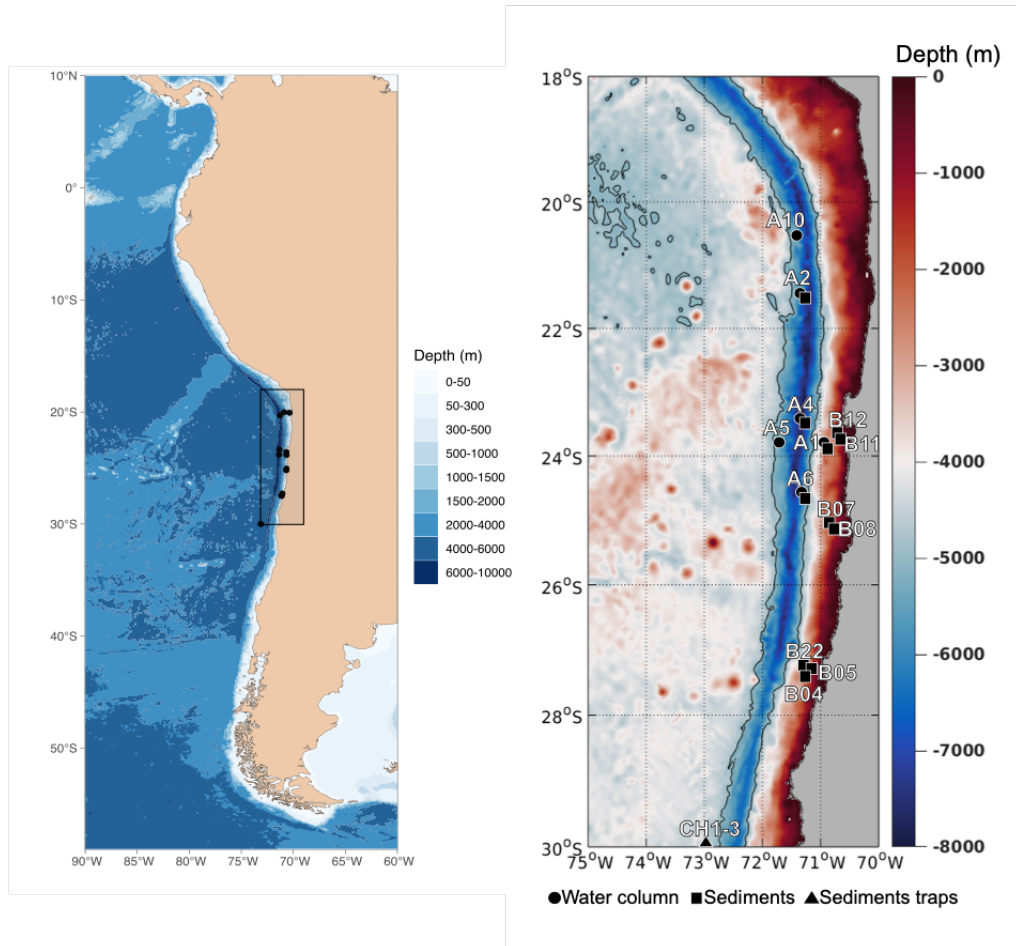 10°N
0°
10°S
20°S
30°S
40°S
50°S
90°W 85°W 80°W 75°W 70°W 65°W 60°W
Depth (m)
0-50
50-300
300-500
500-1000
1000-1500
1500-2000
2000-4000
4000-6000
6000-10000
Depth (m)
18°S
20°S
22°S
24°S
26°S
28°S
30°S
75°W 74°W 73°W 72°W 71°W 70°W
A10
A2
A4
A5
A1
B12
B11
A6
B07
B08
B22
B05
B04
CH1-3
0
-1000
-2000
-3000
-4000
-5000
-6000
-7000
-8000
Water column Sediments Sediments traps